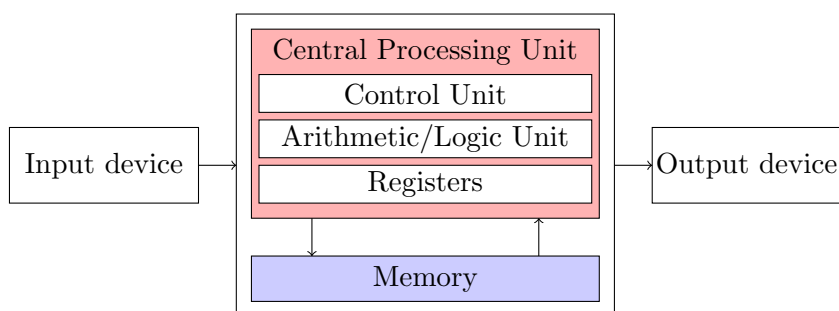 Central Processing Unit
Control Unit
Arithmetic/Logic Unit
Input device
Output device
Registers
Memory